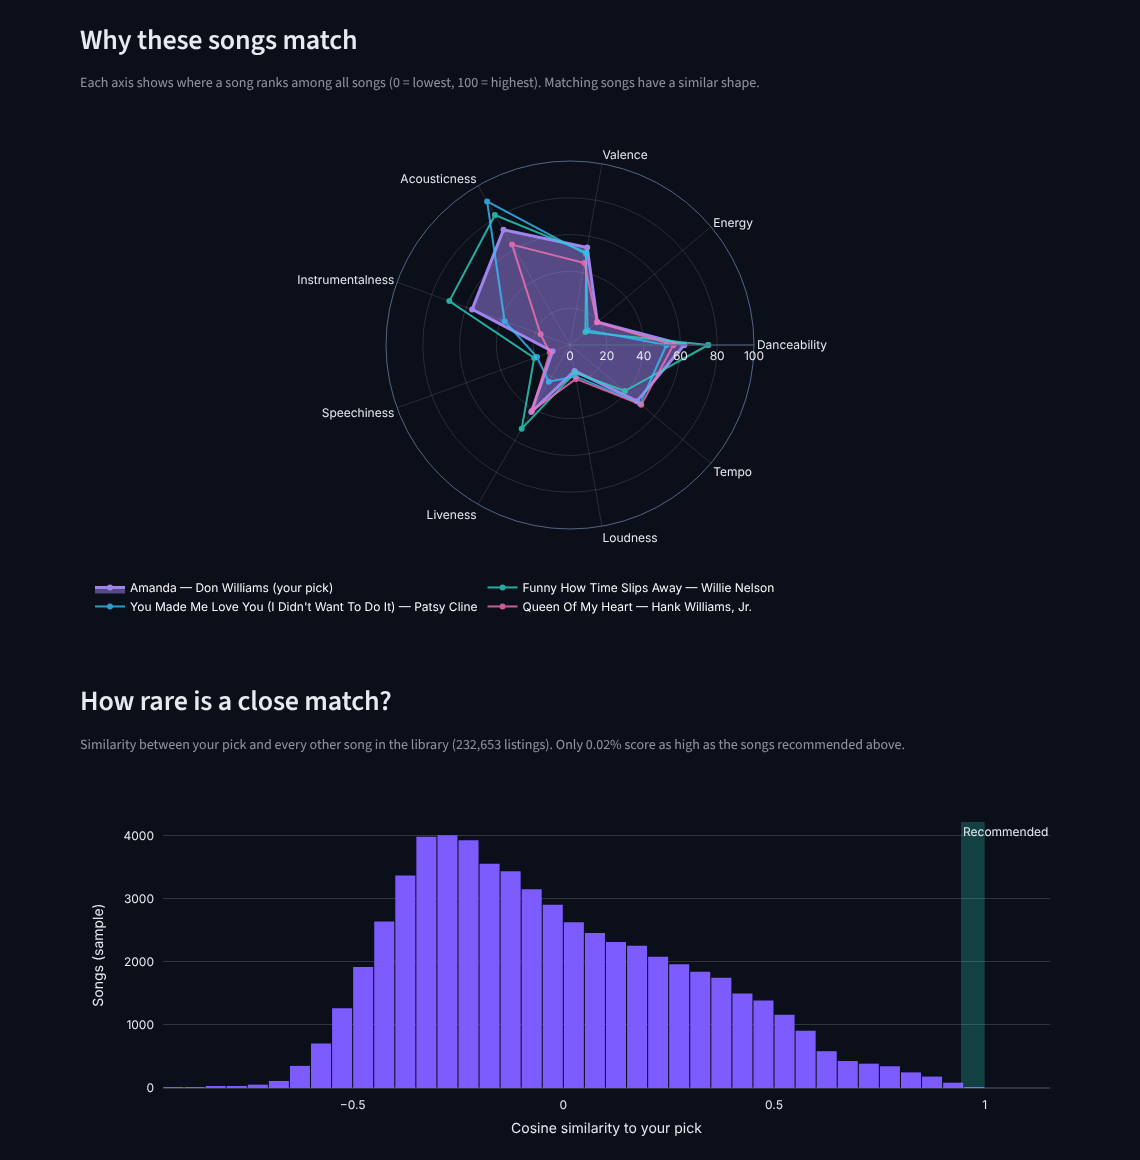 Why these songs match
Each axis shows where a song ranks among all songs (0 = lowest, 100 = highest). Matching songs have a similar shape.
Valence
Acousticness
Energy
Instrumentalness
Danceability
0 20 40 60 80 100
Speechiness
Tempo
Liveness
Loudness
Amanda — Don Williams (your pick)
Funny How Time Slips Away — Willie Nelson
You Made Me Love You (I Didn't Want To Do It) — Patsy Cline
Queen Of My Heart — Hank Williams, Jr.
How rare is a close match?
Similarity between your pick and every other song in the library (232,653 listings). Only 0.02% score as high as the songs recommended above.
Recommended
4000
3000
2000
1000
0
Songs (sample)
−0.5 0 0.5 1
Cosine similarity to your pick